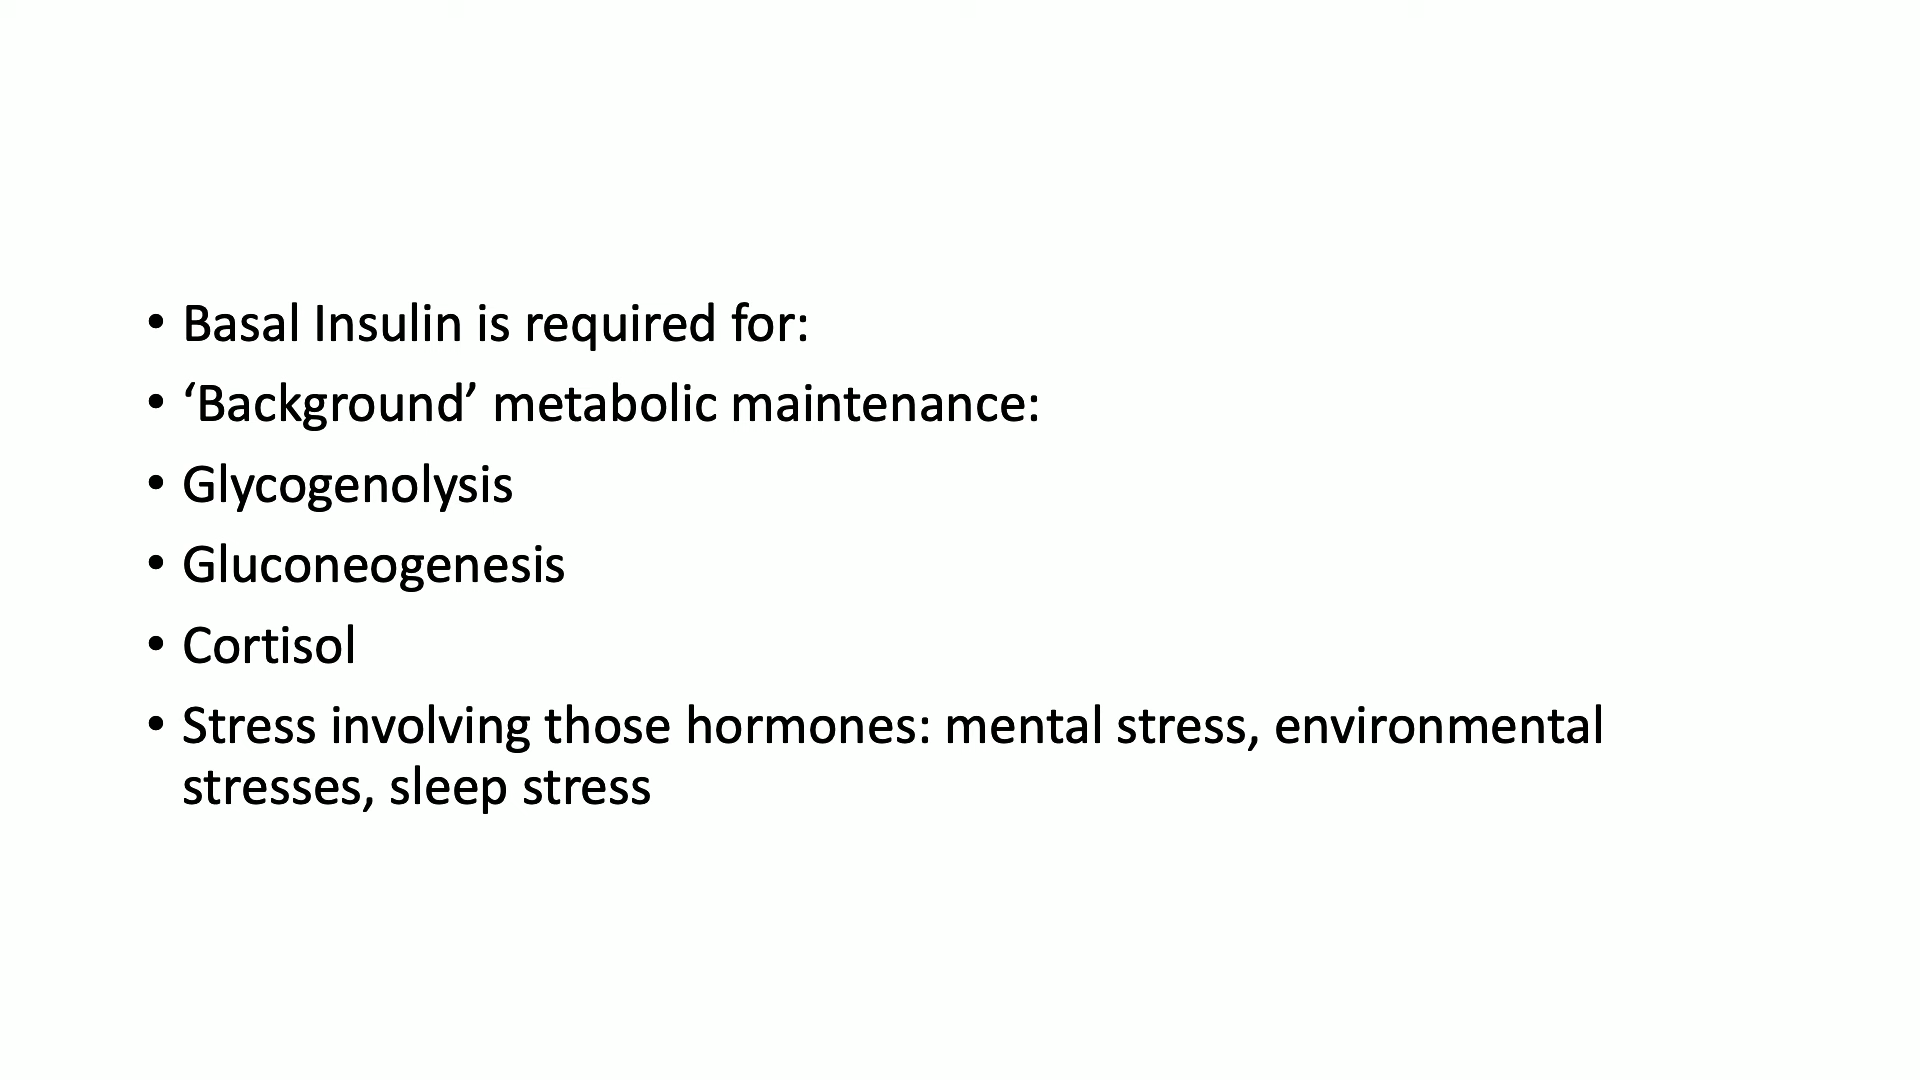 • Basal Insulin is required for:
• ‘Background’ metabolic maintenance:
• Glycogenolysis
• Gluconeogenesis
• Cortisol
• Stress involving those hormones: mental stress, environmental
stresses, sleep stress